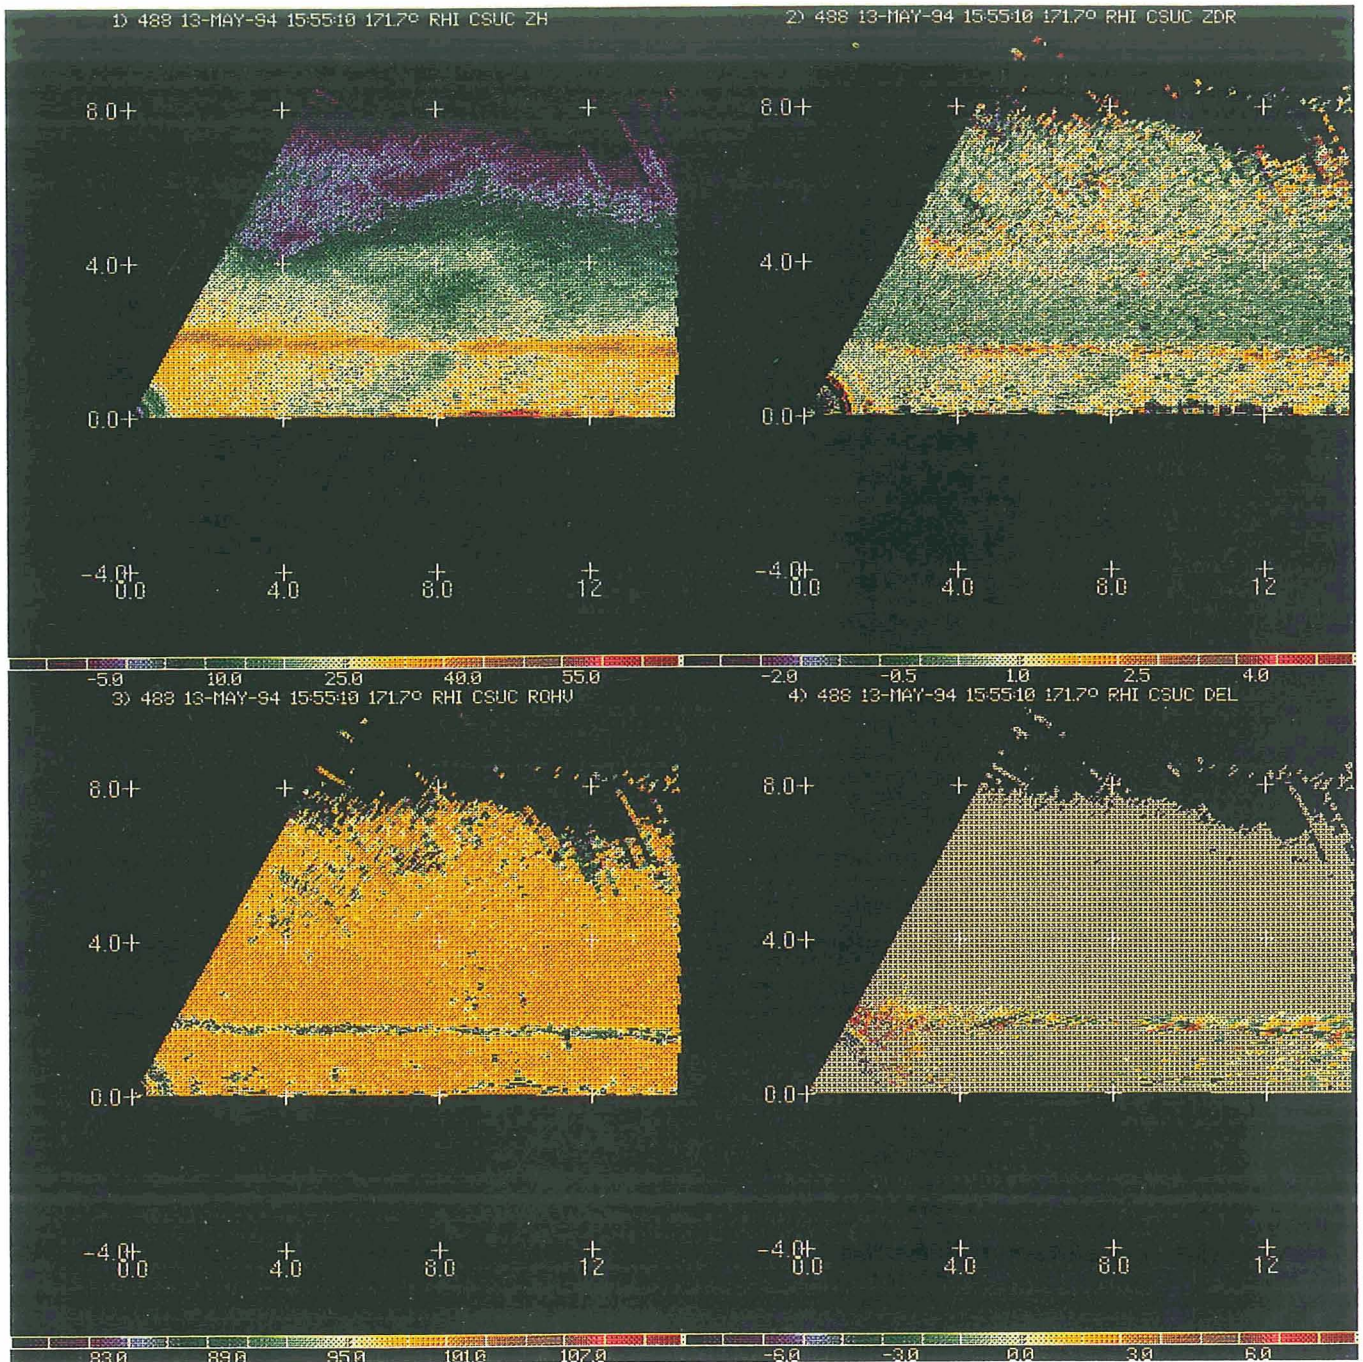 1) 488 13-MAY-94 15:55:10 171.7° RHI CSUC ZH
8.0
4.0
0.0
-4.0
0.0 4.0 8.0 12
-5.0 10.0 25.0 40.0 55.0
2) 488 13-MAY-94 15:55:10 171.7° RHI CSUC ZDR
8.0
4.0
0.0
-4.0
0.0 4.0 8.0 12
-2.0 -0.5 1.0 2.5 4.0
3) 488 13-MAY-94 15:55:10 171.7° RHI CSUC ROHV
8.0
4.0
0.0
-4.0
0.0 4.0 8.0 12
83.0 89.0 95.0 101.0 107.0
4) 488 13-MAY-94 15:55:10 171.7° RHI CSUC DEL
8.0
4.0
0.0
-4.0
0.0 4.0 8.0 12
-6.0 -3.0 0.0 3.0 6.0